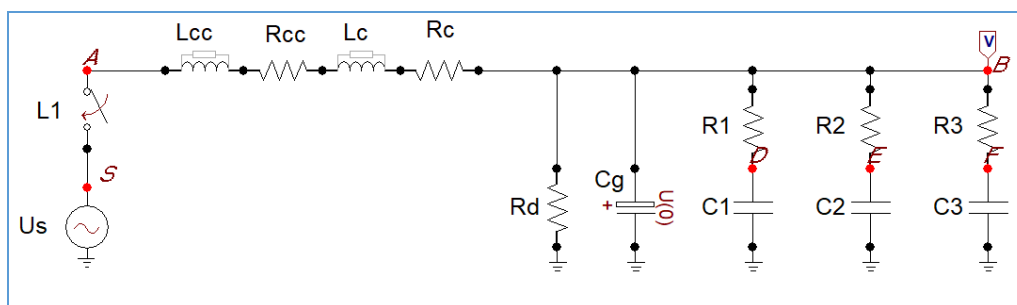 Lcc
Rcc
Lc
Rc
V
A
B
L1
R1
R2
R3
S
D
E
F
Us
Rd
Cg
+
U(0)
C1
C2
C3